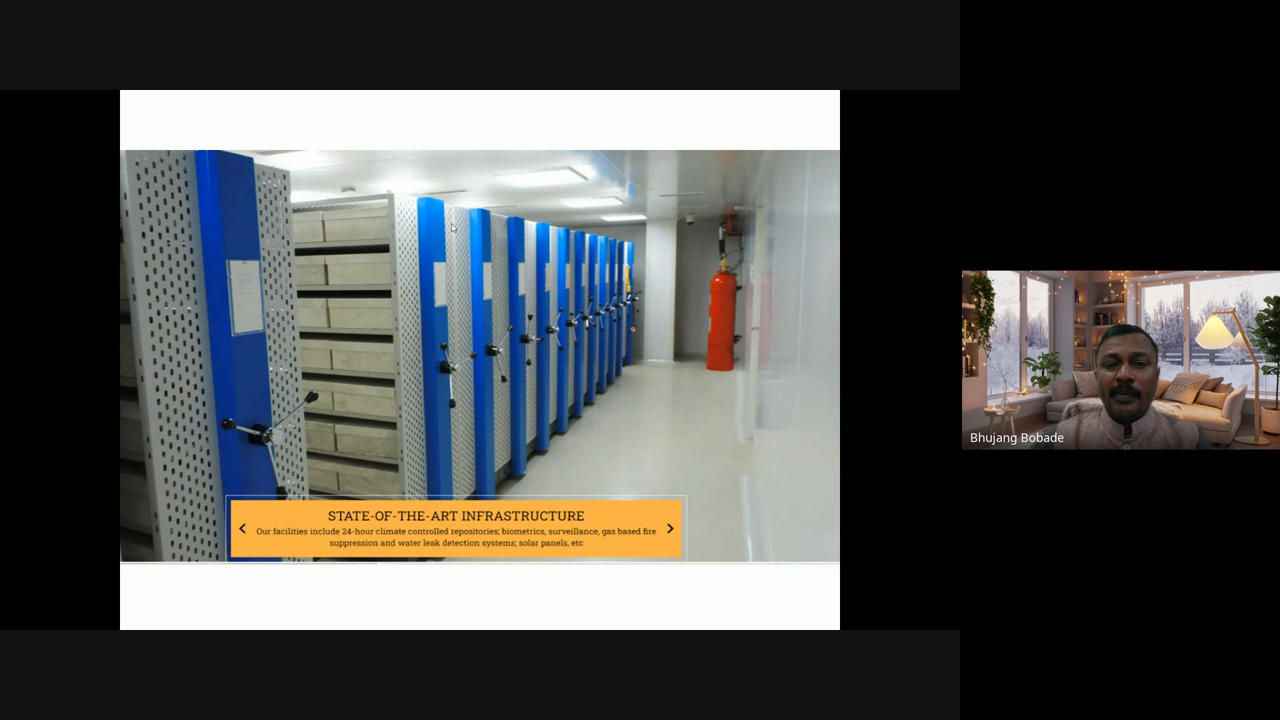 STATE-OF-THE-ART INFRASTRUCTURE
Our facilities include 24-hour climate controlled repositories; biometrics, surveillance, gas based fire
suppression and water leak detection systems; solar panels, etc
Bhujang Bobade